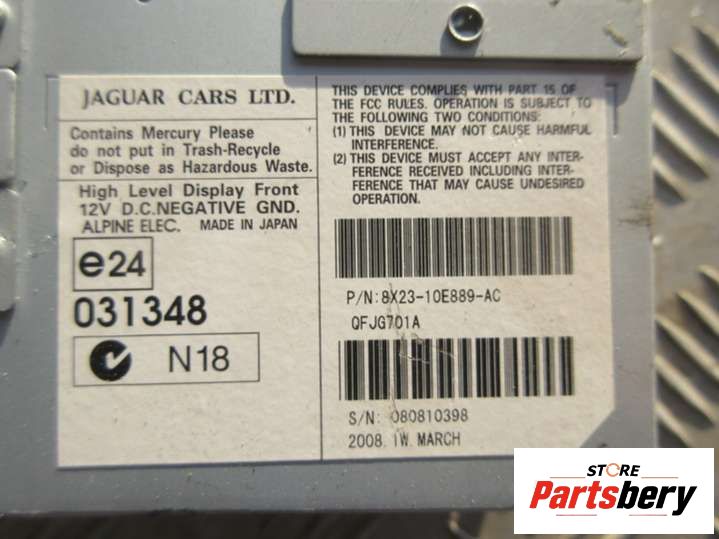 JAGUAR CARS LTD.
Contains Mercury Please
do not put in Trash-Recycle
or Dispose as Hazardous Waste.
High Level Display Front
12V D.C.NEGATIVE GND.
ALPINE ELEC. MADE IN JAPAN
e24
031348
N18
THIS DEVICE COMPLIES WITH PART 15 OF
THE FCC RULES. OPERATION IS SUBJECT TO
THE FOLLOWING TWO CONDITIONS:
(1) THIS DEVICE MAY NOT CAUSE HARMFUL
INTERFERENCE.
(2) THIS DEVICE MUST ACCEPT ANY INTER-
FERENCE RECEIVED INCLUDING INTER-
FERENCE THAT MAY CAUSE UNDESIRED
OPERATION.
P/N:8X23-10E889-AC
QFJG701A
S/N: 080810398
2008. 1W. MARCH
STORE
Partsbery